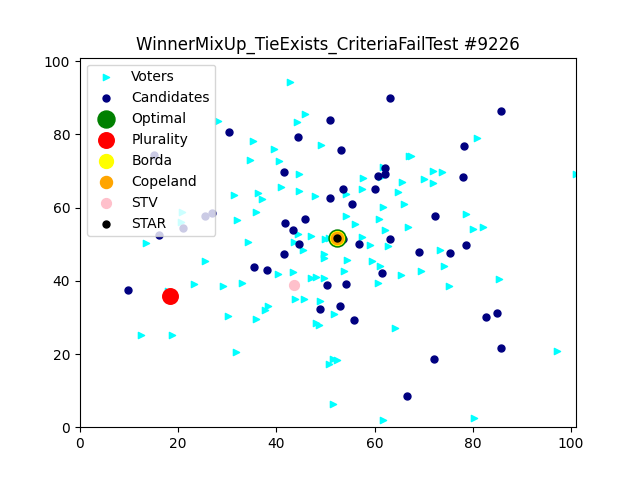 WinnerMixUp_TieExists_CriteriaFailTest #9226
100
80
60
40
20
0
Voters
Candidates
Optimal
Plurality
Borda
Copeland
STV
STAR
0 20 40 60 80 100